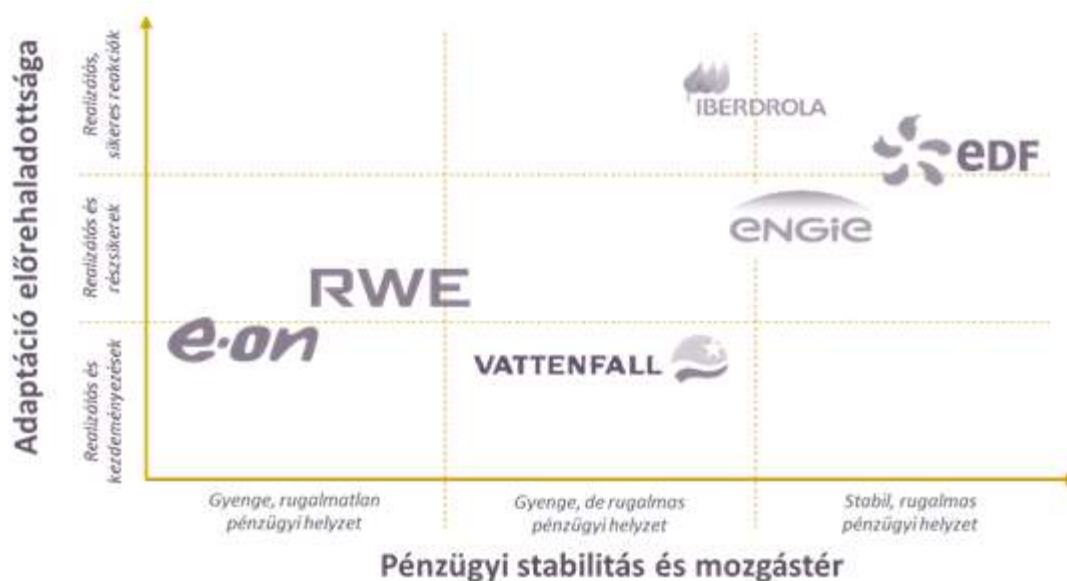 Adaptáció előrehaladottsága
Realizálás,
sikeres reakciók
Realizálás és
részsikerek
Realizálás és
kezdeményezések
IBERDROLA
eDF
eNGiе
RWE
e·on
VATTENFALL
Gyenge, rugalmatlan
pénzügyi helyzet
Gyenge, de rugalmas
pénzügyi helyzet
Stabil, rugalmas
pénzügyi helyzet
Pénzügyi stabilitás és mozgástér